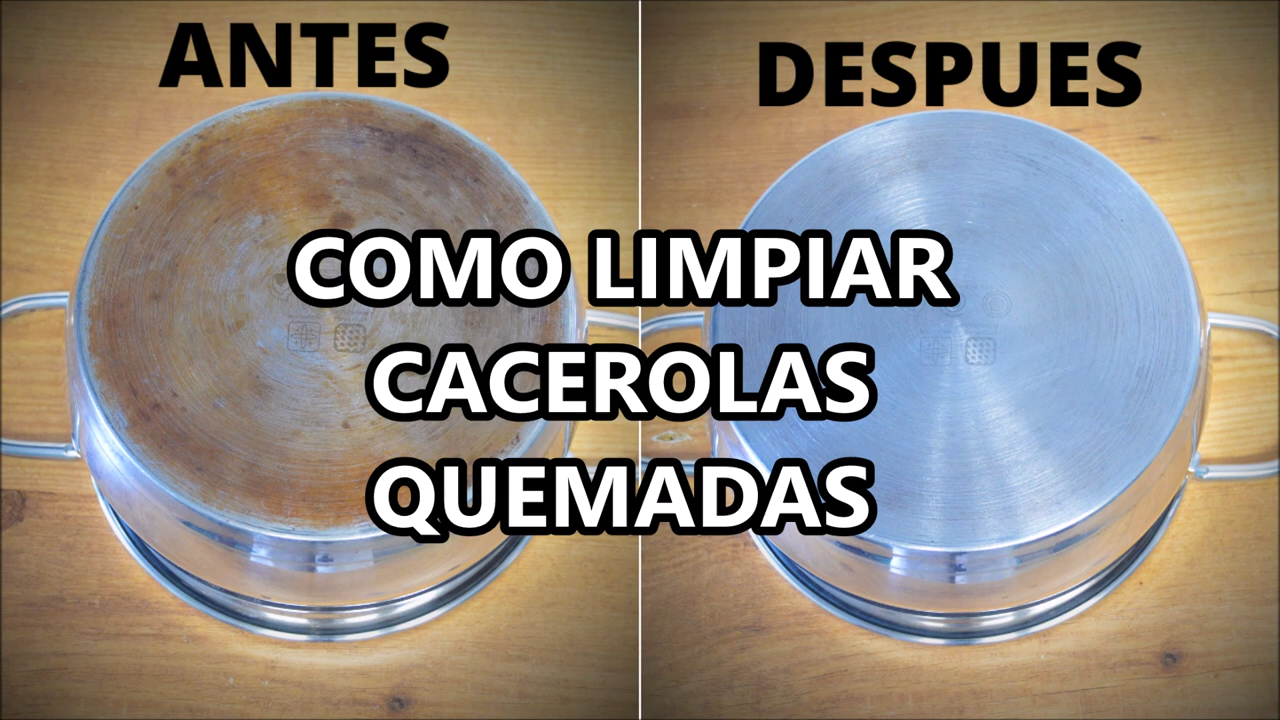 ANTES
DESPUES
COMO LIMPIAR
CACEROLAS
QUEMADAS